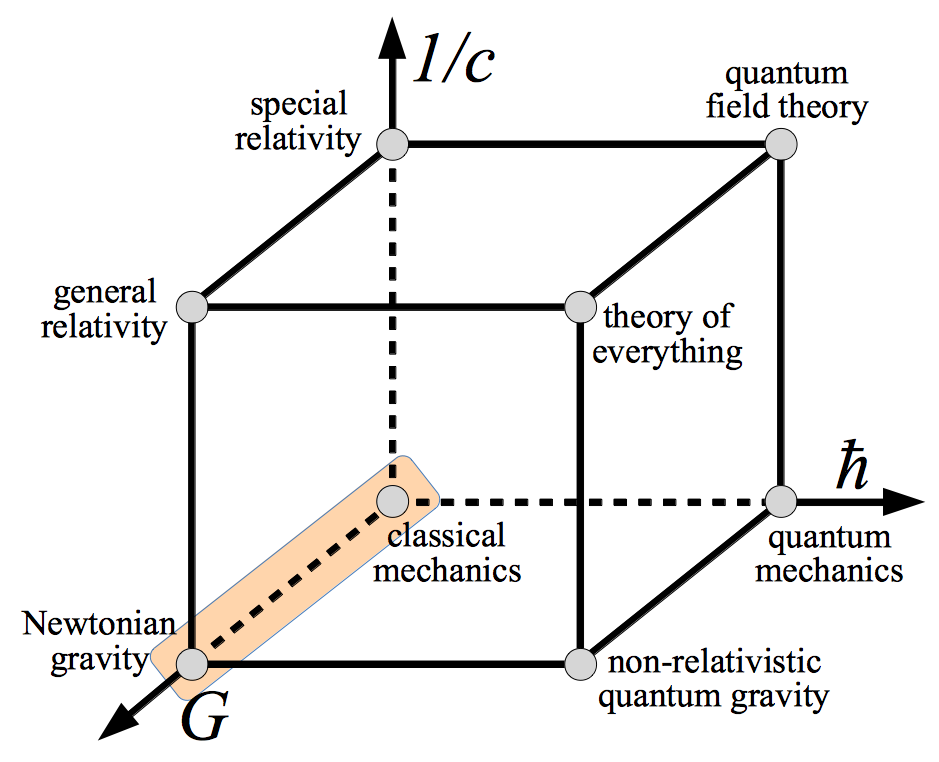 1/c
special
relativity
quantum
field theory
general
relativity
theory of
everything
ħ
classical
mechanics
quantum
mechanics
Newtonian
gravity
non-relativistic
quantum gravity
G